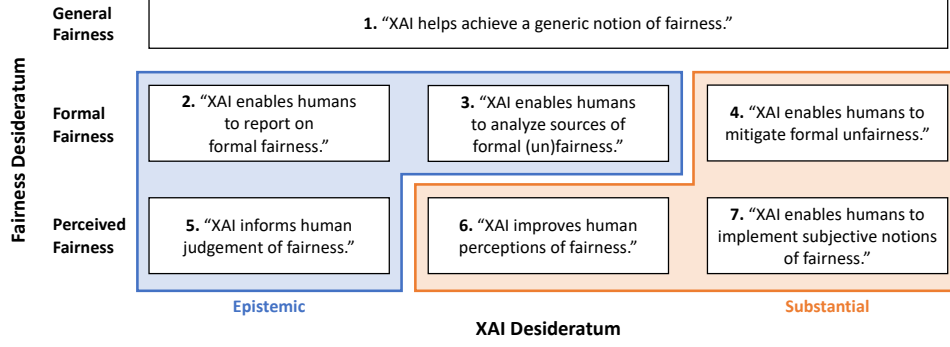 General
Fairness
1. “XAI helps achieve a generic notion of fairness.”
Fairness Desideratum
Formal
Fairness
2. “XAI enables humans
to report on
formal fairness.”
3. “XAI enables humans
to analyze sources of
formal (un)fairness.”
4. “XAI enables humans to
mitigate formal unfairness.”
Perceived
Fairness
5. “XAI informs human
judgement of fairness.”
6. “XAI improves human
perceptions of fairness.”
7. “XAI enables humans to
implement subjective notions
of fairness.”
Epistemic
Substantial
XAI Desideratum